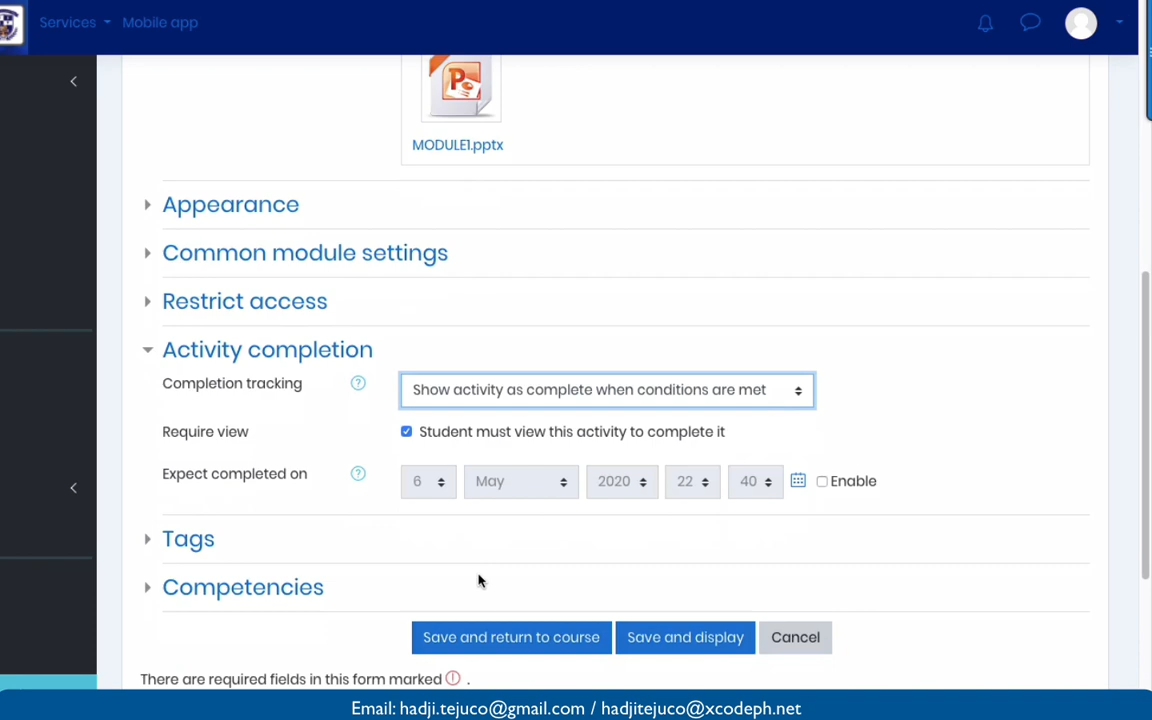 Services Mobile app
MODULE1.pptx
Appearance
Common module settings
Restrict access
Activity completion
Completion tracking Show activity as complete when conditions are met
Require view Student must view this activity to complete it
Expect completed on 6 May 2020 22 40 Enable
Tags
Competencies
Save and return to course Save and display Cancel
There are required fields in this form marked .
Email: hadji.tejuco@gmail.com / hadjitejuco@xcodeph.net